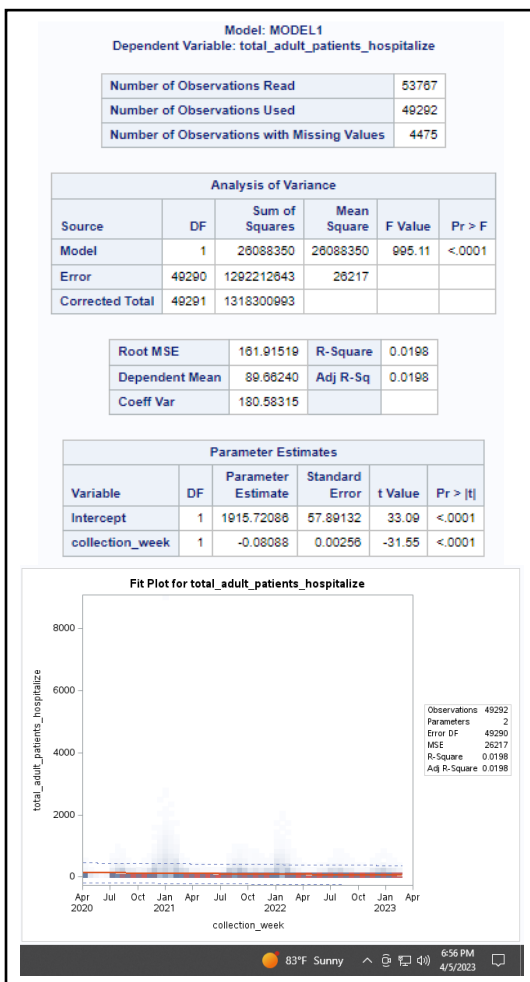 Model: MODEL1
Dependent Variable: total_adult_patients_hospitalize
Number of Observations Read 53767
Number of Observations Used 49292
Number of Observations with Missing Values 4475
Analysis of Variance
Source DF Sum of Squares Mean Square F Value Pr > F
Model 1 26088350 26088350 995.11 <.0001
Error 49290 1292212643 26217
Corrected Total 49291 1318300993
Root MSE 161.91519 R-Square 0.0198
Dependent Mean 89.66240 Adj R-Sq 0.0198
Coeff Var 180.58315
Parameter Estimates
Variable DF Parameter Estimate Standard Error t Value Pr > |t|
Intercept 1 1915.72086 57.89132 33.09 <.0001
collection_week 1 -0.08088 0.00256 -31.55 <.0001
Fit Plot for total_adult_patients_hospitalize
total_adult_patients_hospitalize
8000
6000
4000
2000
0
Apr Jul Oct Jan Apr Jul Oct Jan Apr Jul Oct Jan Apr
2020 2021 2022 2023
collection_week
Observations 49292
Parameters 2
Error DF 49290
MSE 26217
R-Square 0.0198
Adj R-Square 0.0198
83°F Sunny
6:56 PM
4/5/2023